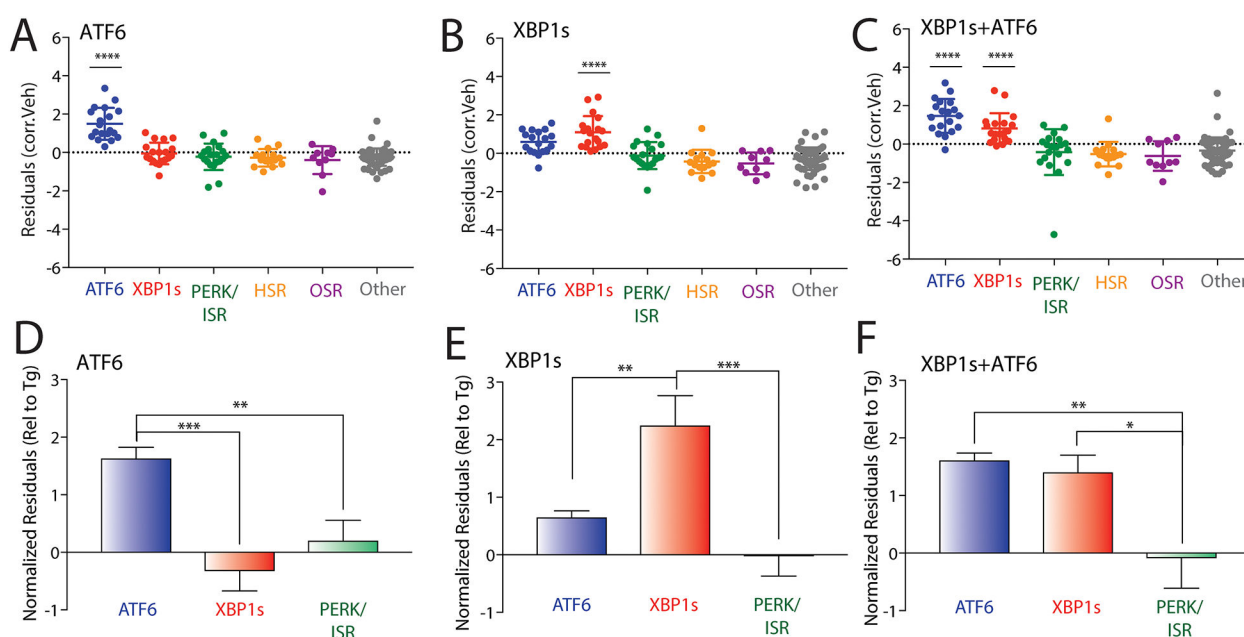 A
ATF6
Residuals (corr.Veh)
6
4
2
0
-2
-4
-6
****
ATF6
XBP1s
PERK/
ISR
HSR
OSR
Other
B
XBP1s
Residuals (corr.Veh)
6
4
2
0
-2
-4
-6
****
ATF6
XBP1s
PERK/
ISR
HSR
OSR
Other
C
XBP1s+ATF6
Residuals (corr.Veh)
6
4
2
0
-2
-4
-6
****
****
ATF6
XBP1s
PERK/
ISR
HSR
OSR
Other
D
ATF6
Normalized Residuals (Rel to Tg)
3
2
1
0
-1
**
***
ATF6
XBP1s
PERK/
ISR
E
XBP1s
Normalized Residuals (Rel to Tg)
3
2
1
0
-1
**
***
ATF6
XBP1s
PERK/
ISR
F
XBP1s+ATF6
Normalized Residuals (Rel to Tg)
3
2
1
0
-1
**
*
ATF6
XBP1s
PERK/
ISR